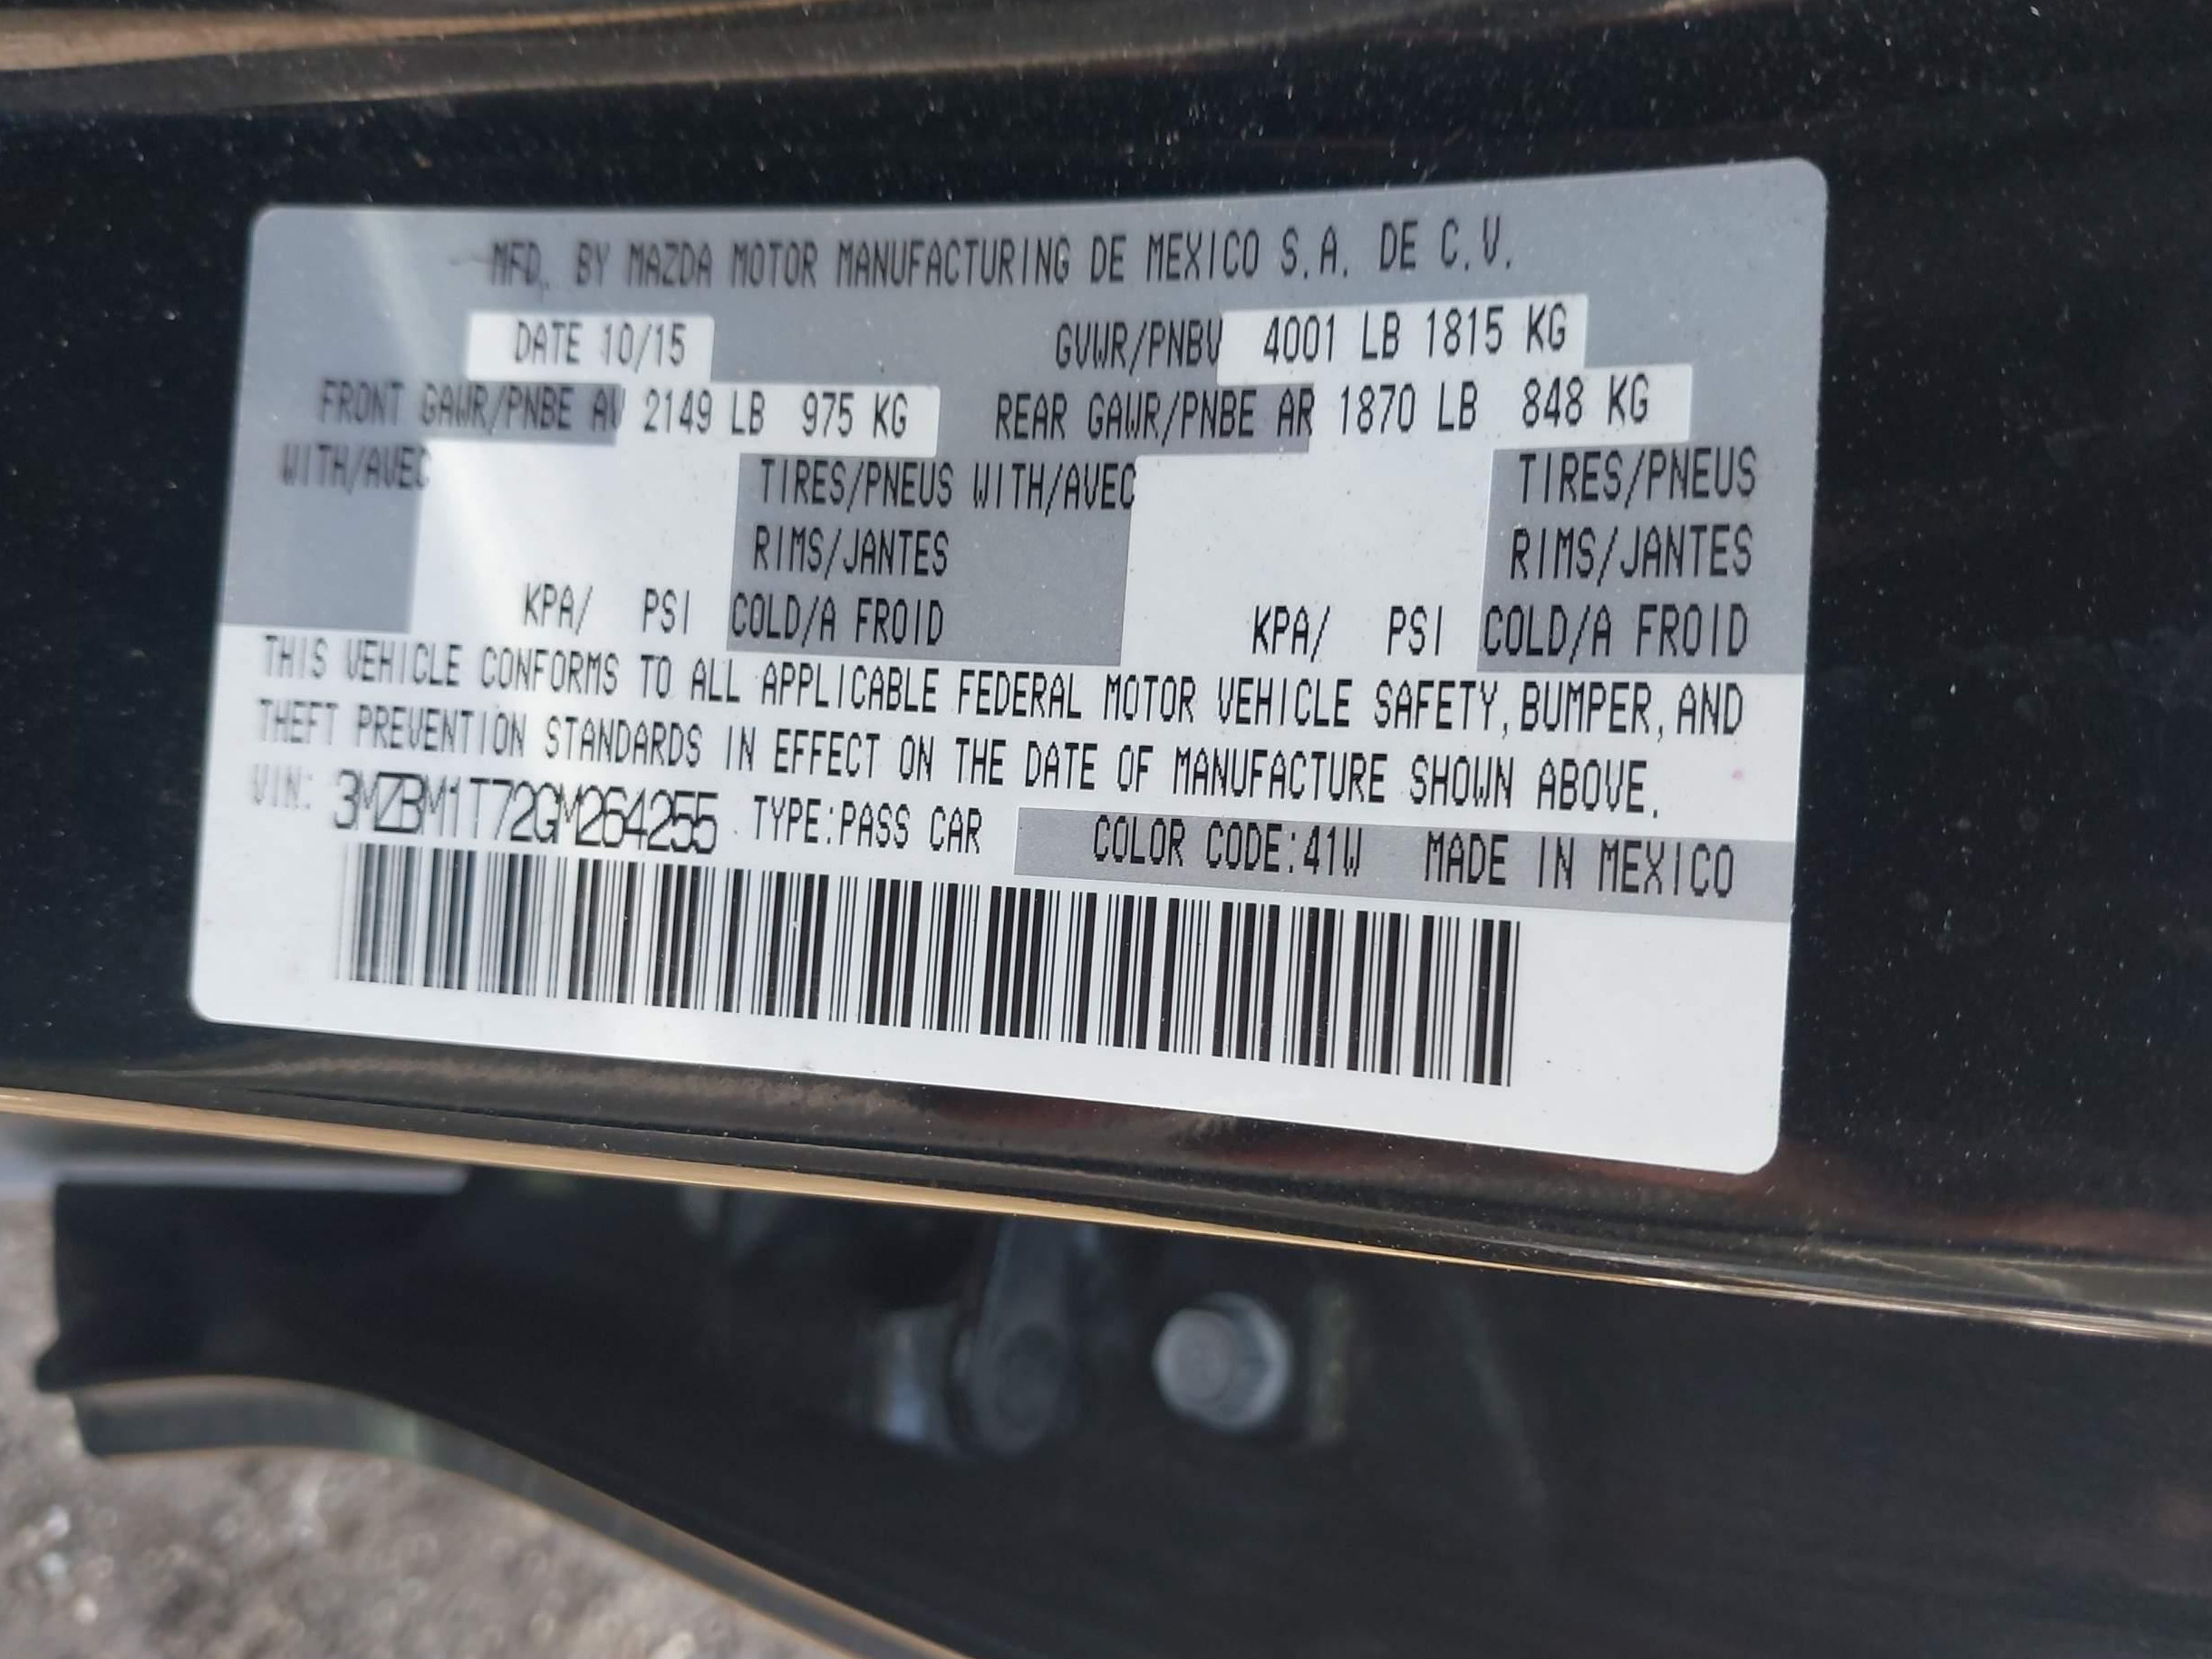 MFD. BY MAZDA MOTOR MANUFACTURING DE MEXICO S.A. DE C.V.
DATE 10/15 GVWR/PNBV 4001 LB 1815 KG
FRONT GAWR/PNBE AV 2149 LB 975 KG REAR GAWR/PNBE AR 1870 LB 848 KG
WITH/AVEC TIRES/PNEUS WITH/AVEC TIRES/PNEUS
RIMS/JANTES RIMS/JANTES
KPA/ PSI COLD/A FROID KPA/ PSI COLD/A FROID
THIS VEHICLE CONFORMS TO ALL APPLICABLE FEDERAL MOTOR VEHICLE SAFETY, BUMPER, AND
THEFT PREVENTION STANDARDS IN EFFECT ON THE DATE OF MANUFACTURE SHOWN ABOVE.
VIN: 3MZBM1T72GM264255 TYPE:PASS CAR COLOR CODE:41W MADE IN MEXICO